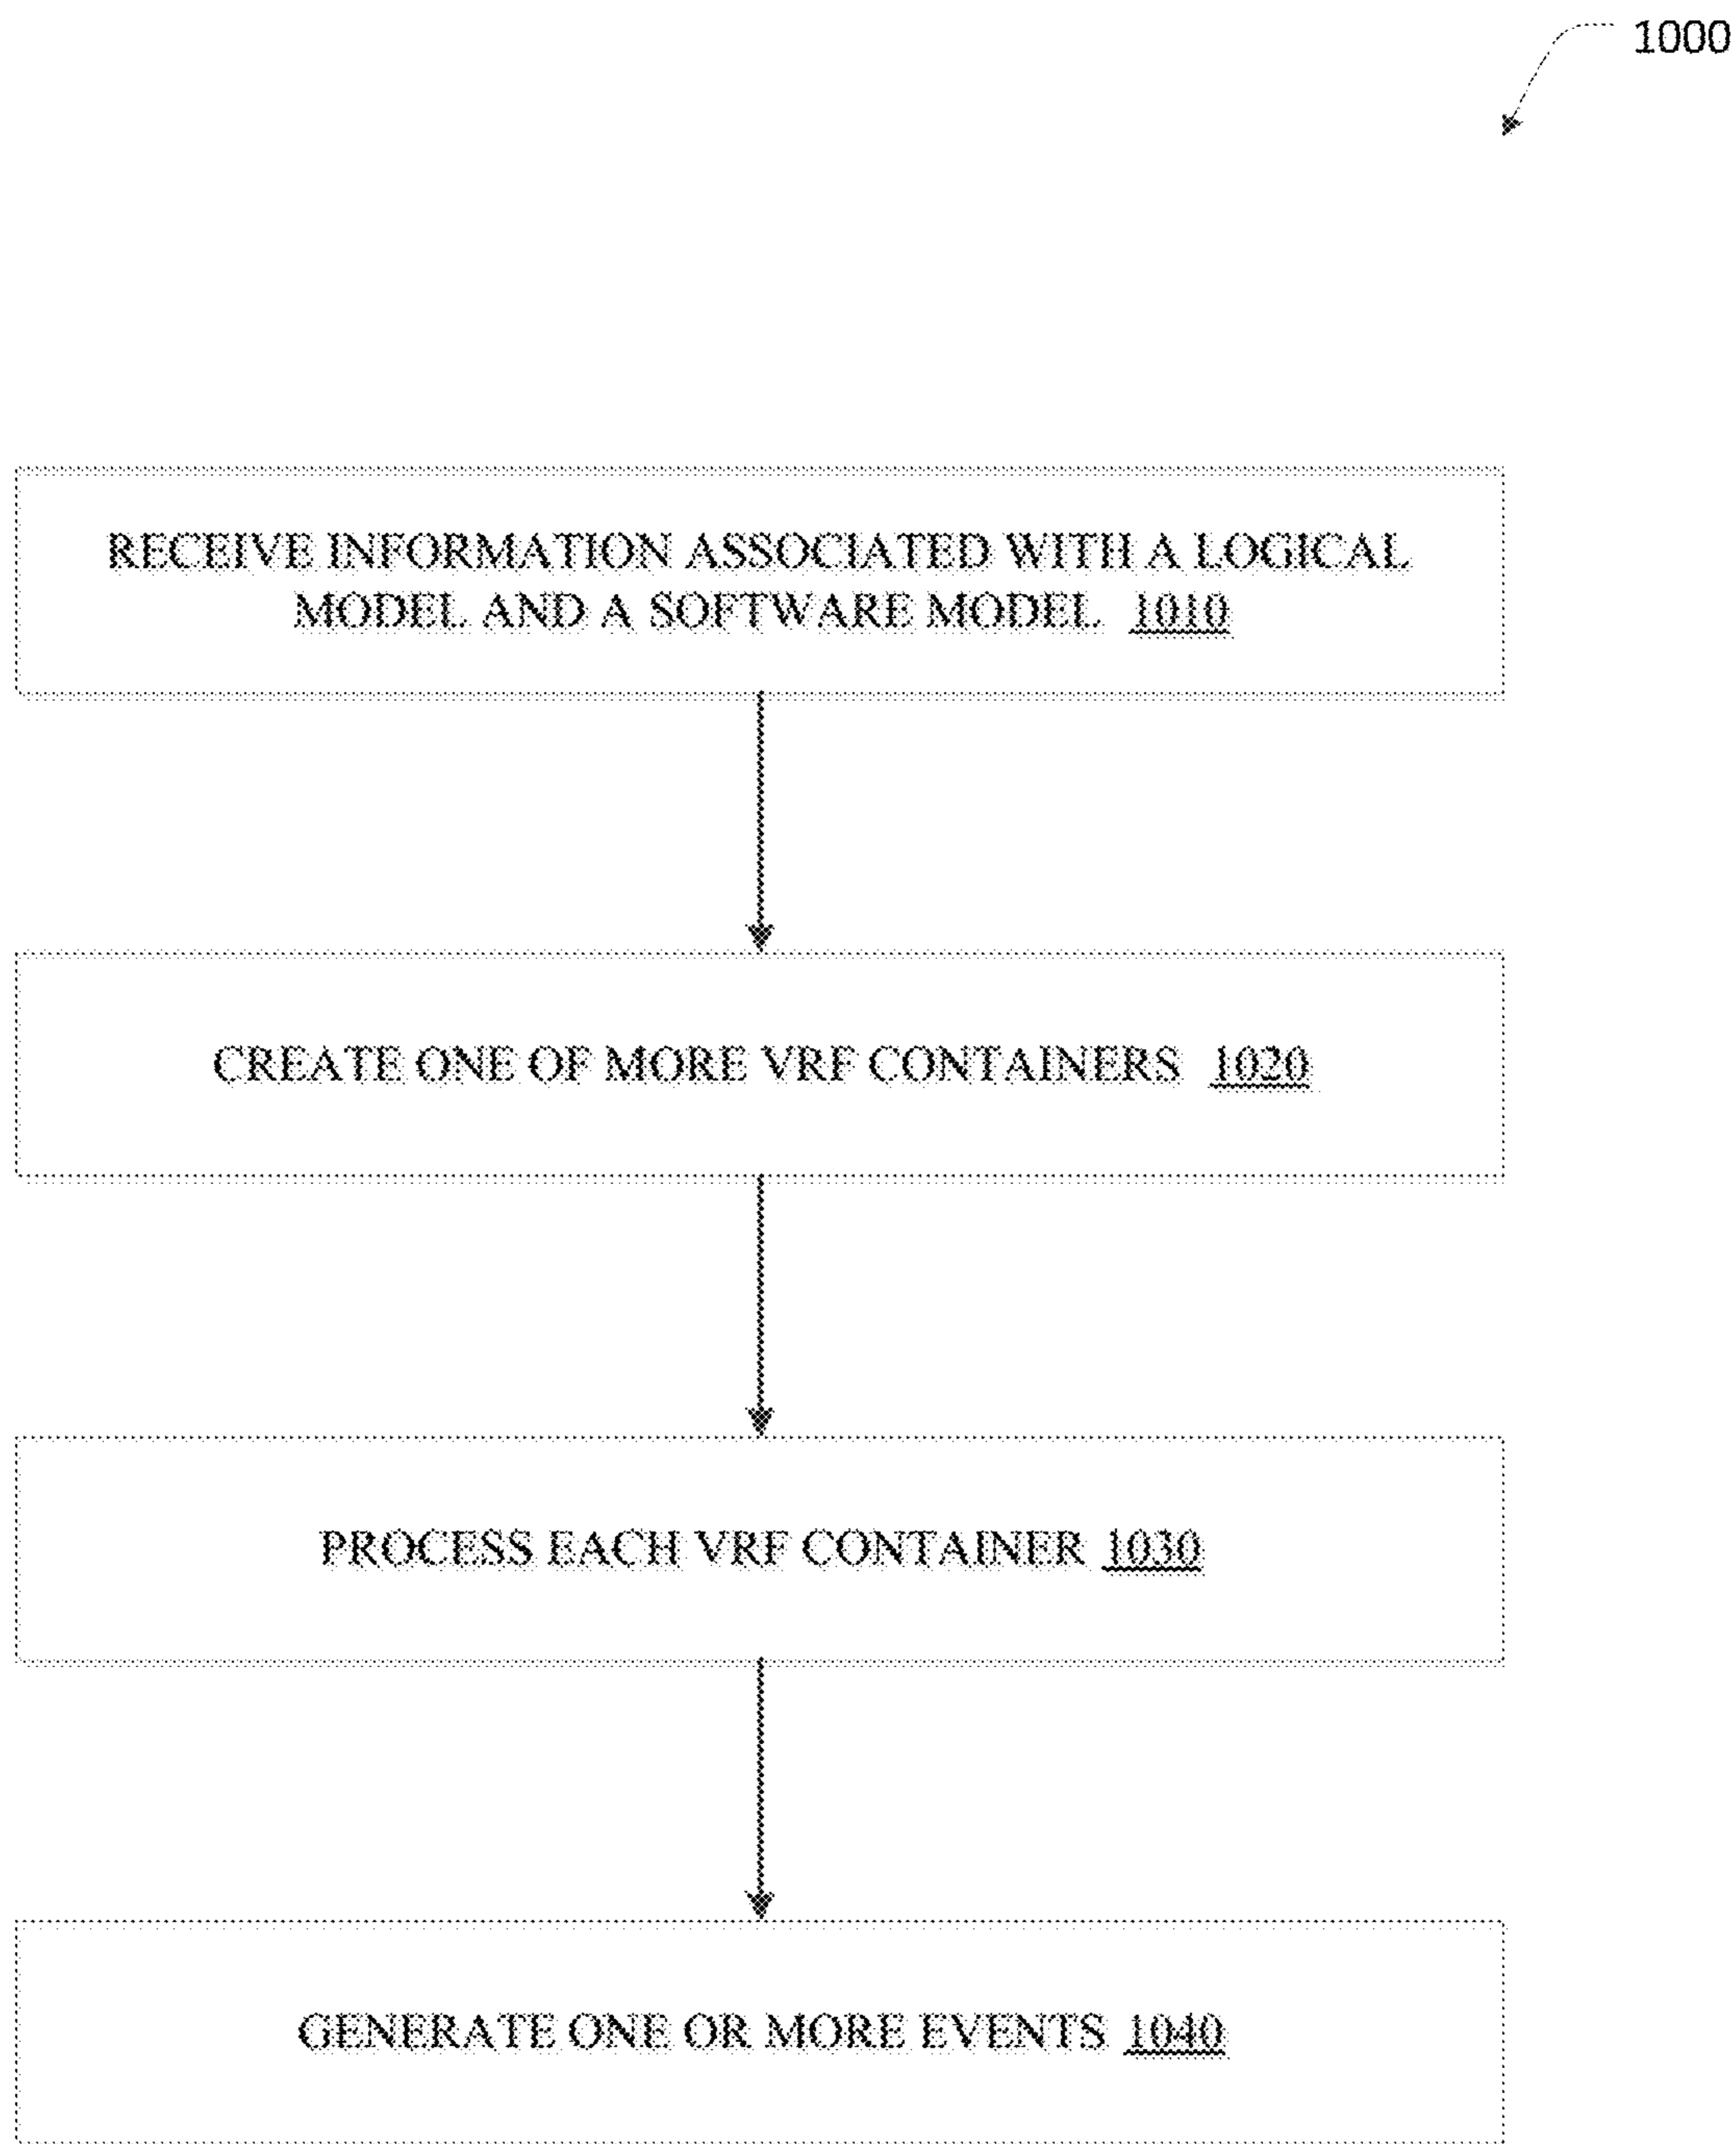 1000
RECEIVE INFORMATION ASSOCIATED WITH A LOGICAL
MODEL AND A SOFTWARE MODEL 1010
CREATE ONE OF MORE VRF CONTAINERS 1020
PROCESS EACH VRF CONTAINER 1030
GENERATE ONE OR MORE EVENTS 1040